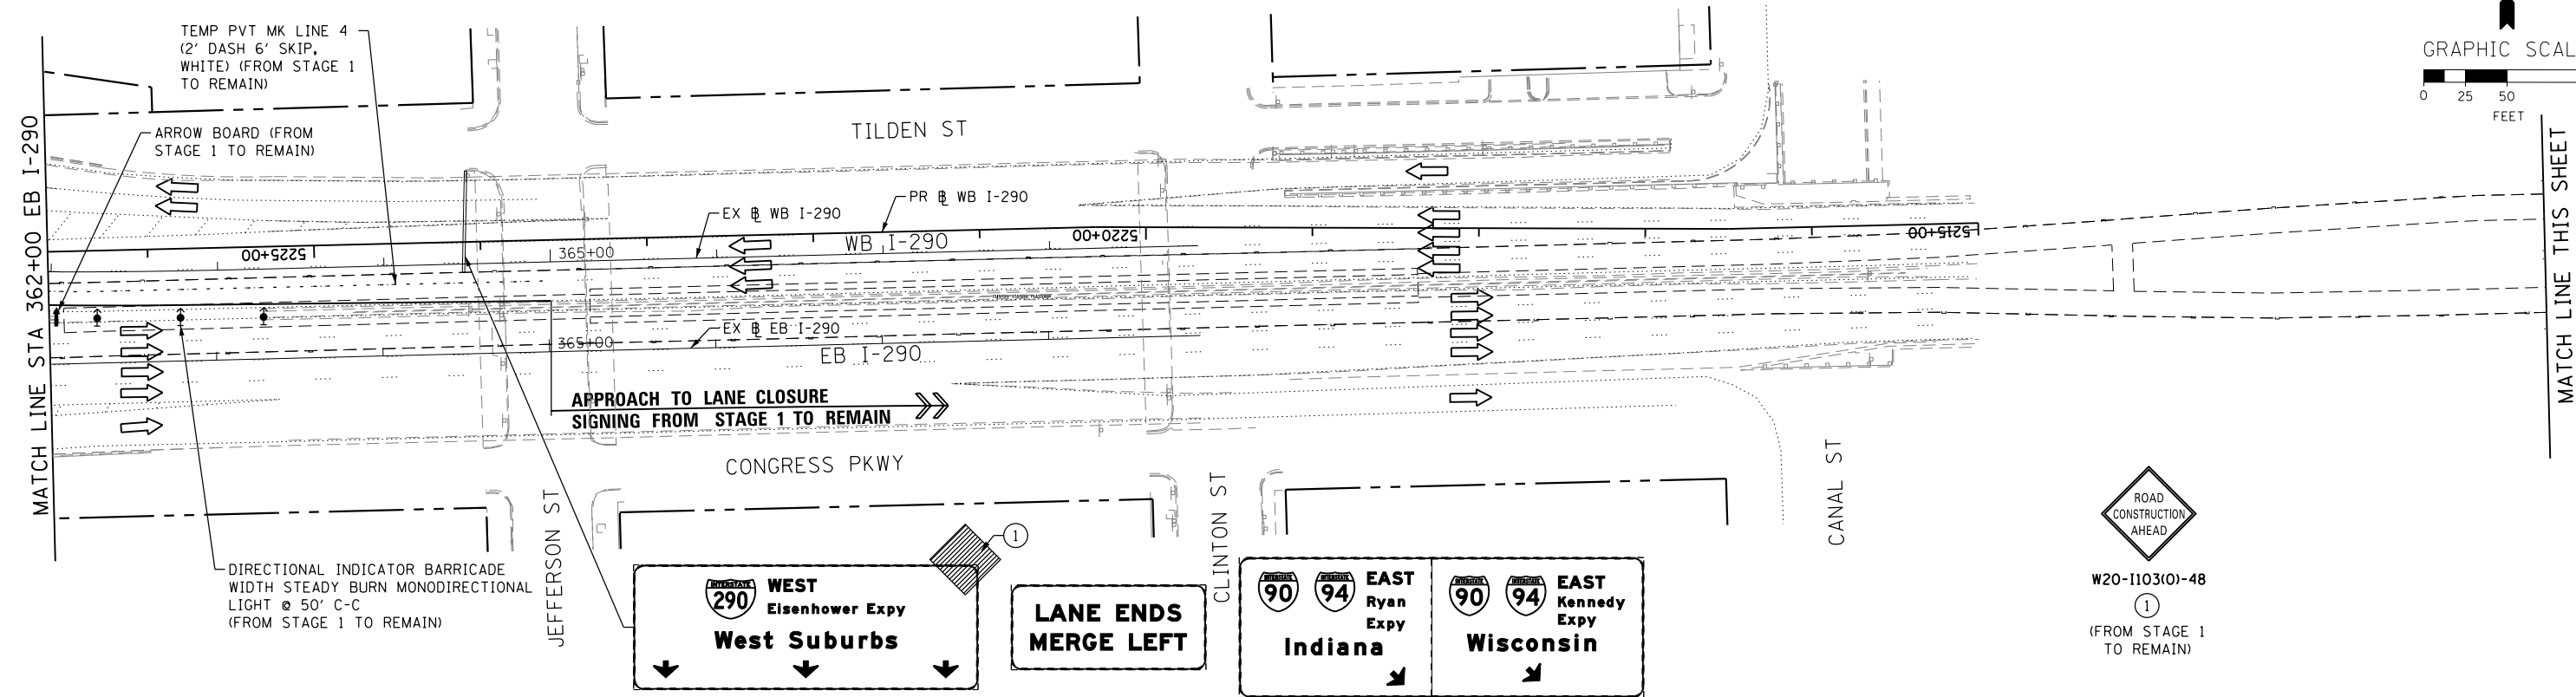 TEMP PVT MK LINE 4
(2' DASH 6' SKIP,
WHITE) (FROM STAGE 1
TO REMAIN)
ARROW BOARD (FROM
STAGE 1 TO REMAIN)
MATCH LINE STA 362+00 EB I-290
TILDEN ST
EX ℄ WB I-290
PR ℄ WB I-290
WB I-290
5225+00
365+00
5220+00
5215+00
EX ℄ EB I-290
365+00
EB I-290
APPROACH TO LANE CLOSURE
SIGNING FROM STAGE 1 TO REMAIN
CONGRESS PKWY
JEFFERSON ST
CLINTON ST
CANAL ST
DIRECTIONAL INDICATOR BARRICADE
WIDTH STEADY BURN MONODIRECTIONAL
LIGHT @ 50' C-C
(FROM STAGE 1 TO REMAIN)
1
INTERSTATE
290
WEST
Eisenhower Expy
West Suburbs
LANE ENDS
MERGE LEFT
INTERSTATE
90
INTERSTATE
94
EAST
Ryan
Expy
Indiana
INTERSTATE
90
INTERSTATE
94
EAST
Kennedy
Expy
Wisconsin
ROAD
CONSTRUCTION
AHEAD
W20-I103(O)-48
1
(FROM STAGE 1
TO REMAIN)
GRAPHIC SCAL
0 25 50
FEET
MATCH LINE THIS SHEET